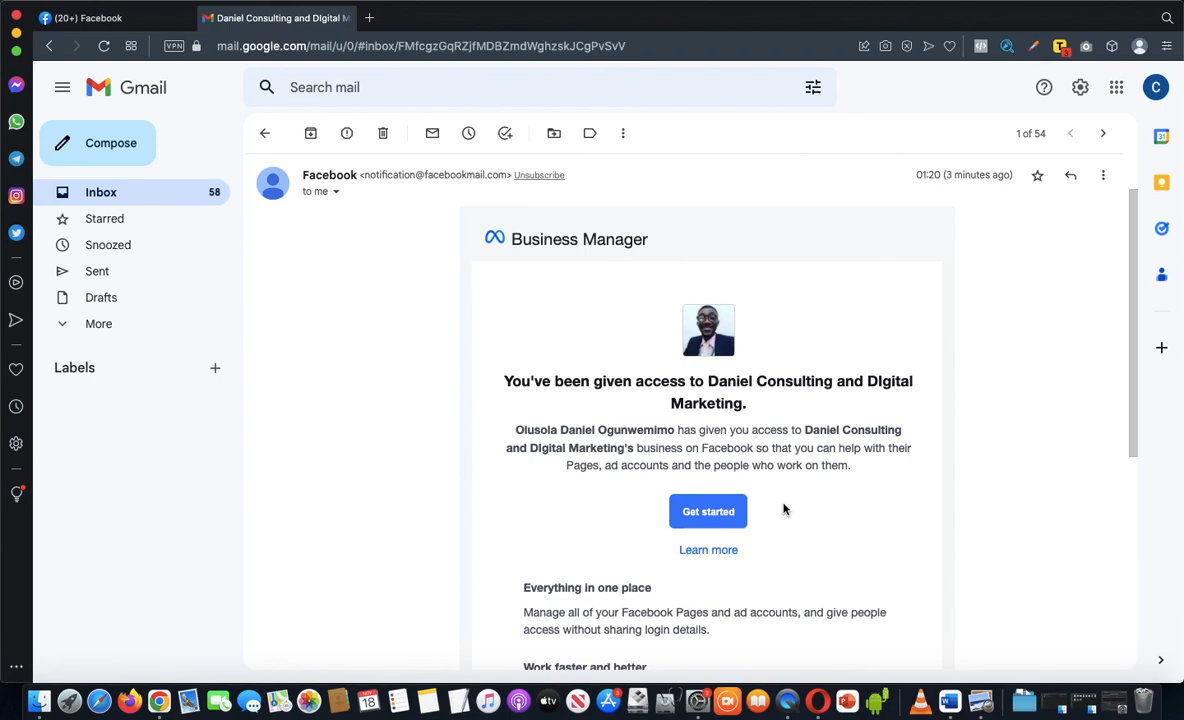 (20+) Facebook
Daniel Consulting and DIgital M
VPN
mail.google.com/mail/u/0/#inbox/FMfcgzGqRZjfMDBZmdWghzskJCgPvSvV
3
Gmail
Search mail
C
Compose
1 of 54
Inbox 58
Starred
Snoozed
Sent
Drafts
More
Labels
Facebook <notification@facebookmail.com> Unsubscribe
01:20 (3 minutes ago)
to me
Business Manager
You've been given access to Daniel Consulting and DIgital
Marketing.
Olusola Daniel Ogunwemimo has given you access to Daniel Consulting
and DIgital Marketing's business on Facebook so that you can help with their
Pages, ad accounts and the people who work on them.
Get started
Learn more
Everything in one place
Manage all of your Facebook Pages and ad accounts, and give people
access without sharing login details.
Work faster and better